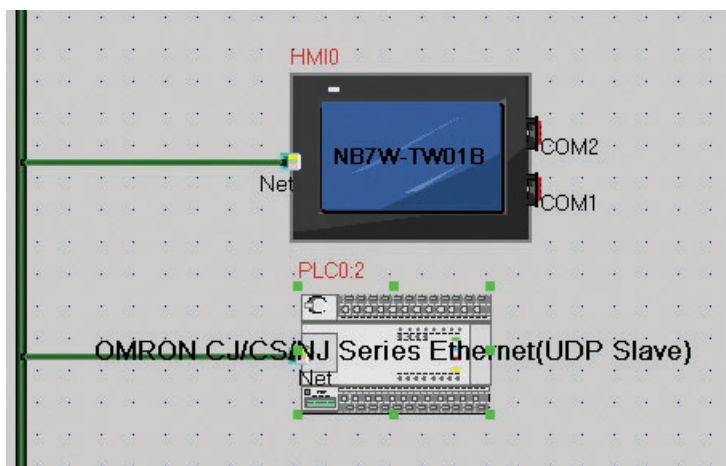 HMI0
NB7W-TW01B
COM2
Net
COM1
PLC0:2
OMRON CJ/CS/NJ Series Ethernet(UDP Slave)
Net